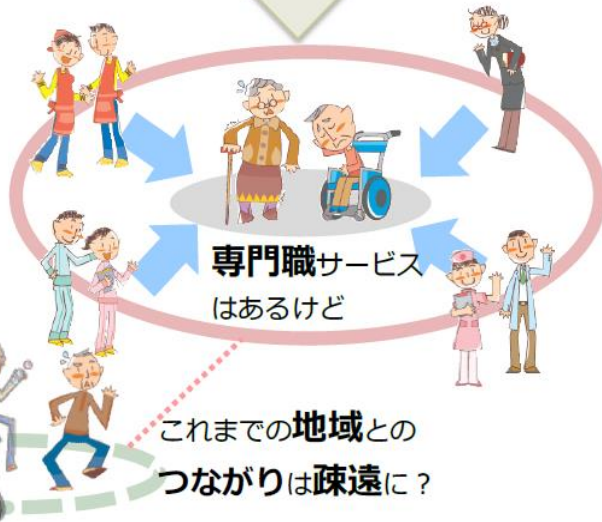 専門職サービス
はあるけど
これまでの地域との
つながりは疎遠に？